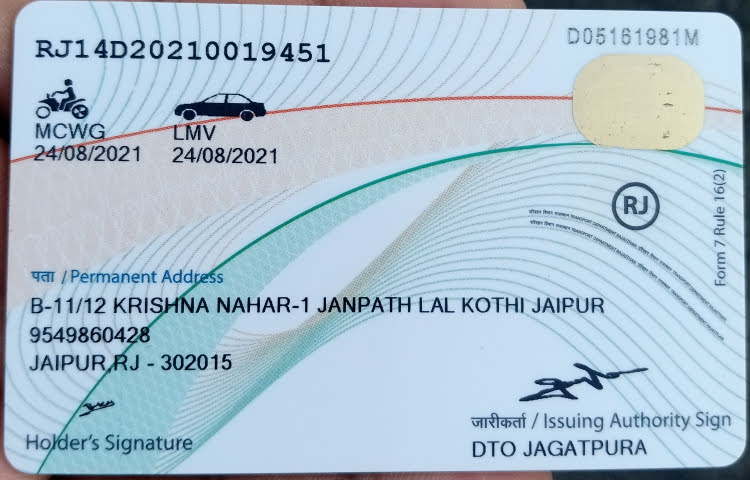 RJ14D20210019451
D05161981M
MCWG
24/08/2021
LMV
24/08/2021
RJ
Form 7 Rule 16(2)
पता / Permanent Address
B-11/12 KRISHNA NAHAR-1 JANPATH LAL KOTHI JAIPUR
9549860428
JAIPUR,RJ - 302015
Holder's Signature
जारीकर्ता / Issuing Authority Sign
DTO JAGATPURA